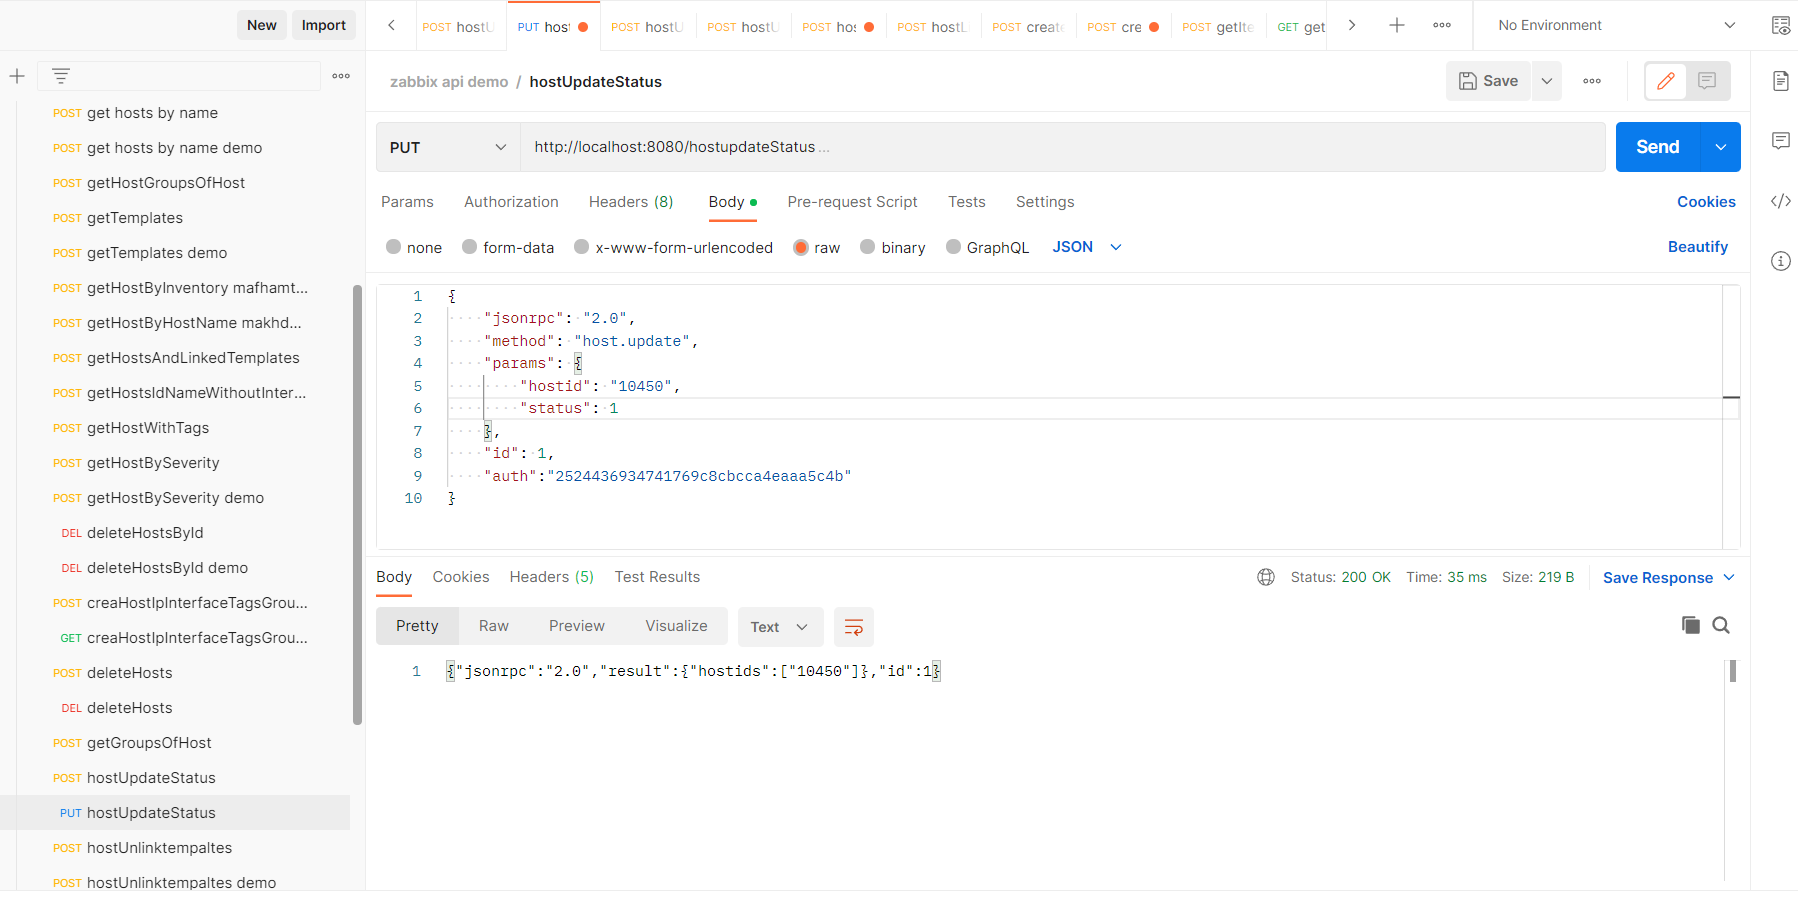 New
Import
POST hostU
PUT hos
POST hostU
POST hostU
POST hos
POST hostL
POST create
POST cre
POST getIte
GET get
No Environment
zabbix api demo / hostUpdateStatus
Save
PUT
http://localhost:8080/hostupdateStatus ...
Send
Params
Authorization
Headers (8)
Body
Pre-request Script
Tests
Settings
Cookies
none
form-data
x-www-form-urlencoded
raw
binary
GraphQL
JSON
Beautify
POST get hosts by name
POST get hosts by name demo
POST getHostGroupsOfHost
POST getTemplates
POST getTemplates demo
POST getHostByInventory mafhamt...
POST getHostByHostName makhd...
POST getHostsAndLinkedTemplates
POST getHostsIdNameWithoutInter...
POST getHostWithTags
POST getHostBySeverity
POST getHostBySeverity demo
DEL deleteHostsById
DEL deleteHostsById demo
POST creaHostIpInterfaceTagsGrou...
GET creaHostIpInterfaceTagsGrou...
POST deleteHosts
DEL deleteHosts
POST getGroupsOfHost
POST hostUpdateStatus
PUT hostUpdateStatus
POST hostUnlinktempaltes
POST hostUnlinktempaltes demo
1 {
2 "jsonrpc": "2.0",
3 "method": "host.update",
4 "params": {
5 "hostid": "10450",
6 "status": 1
7 },
8 "id": 1,
9 "auth":"2524436934741769c8cbcca4eaaa5c4b"
10 }
Body
Cookies
Headers (5)
Test Results
Status: 200 OK
Time: 35 ms
Size: 219 B
Save Response
Pretty
Raw
Preview
Visualize
Text
1 {"jsonrpc":"2.0","result":{"hostids":["10450"]},"id":1}